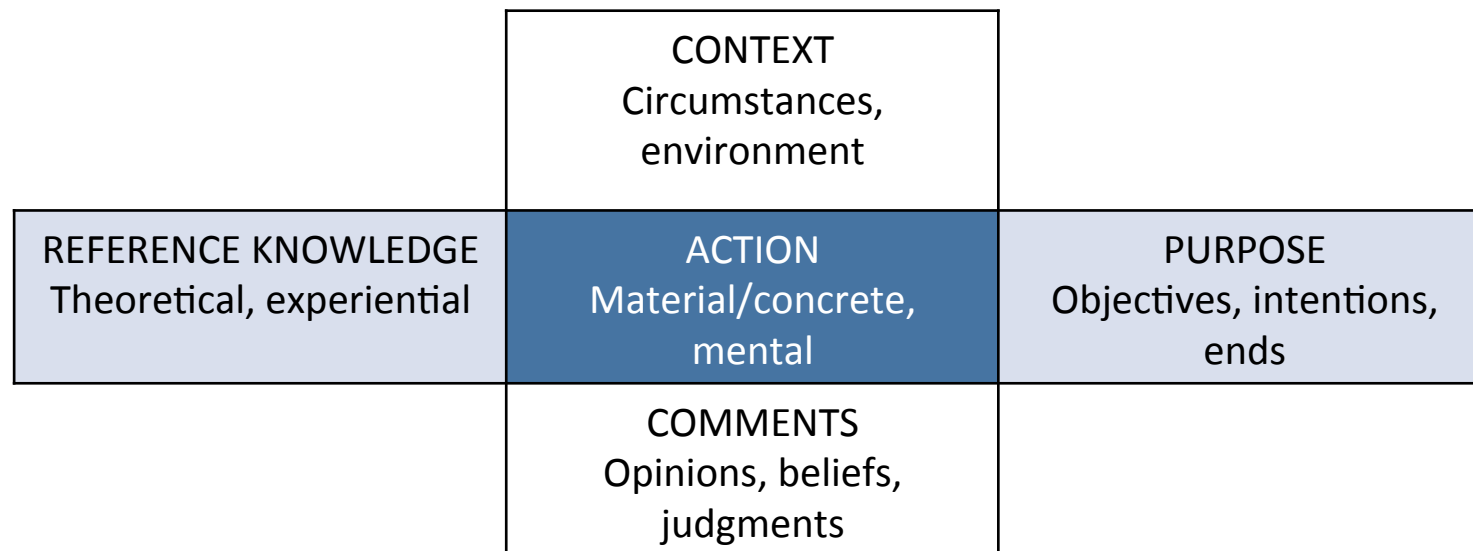 CONTEXT
Circumstances,
environment
REFERENCE KNOWLEDGE
Theoretical, experiential
ACTION
Material/concrete,
mental
PURPOSE
Objectives, intentions,
ends
COMMENTS
Opinions, beliefs,
judgments